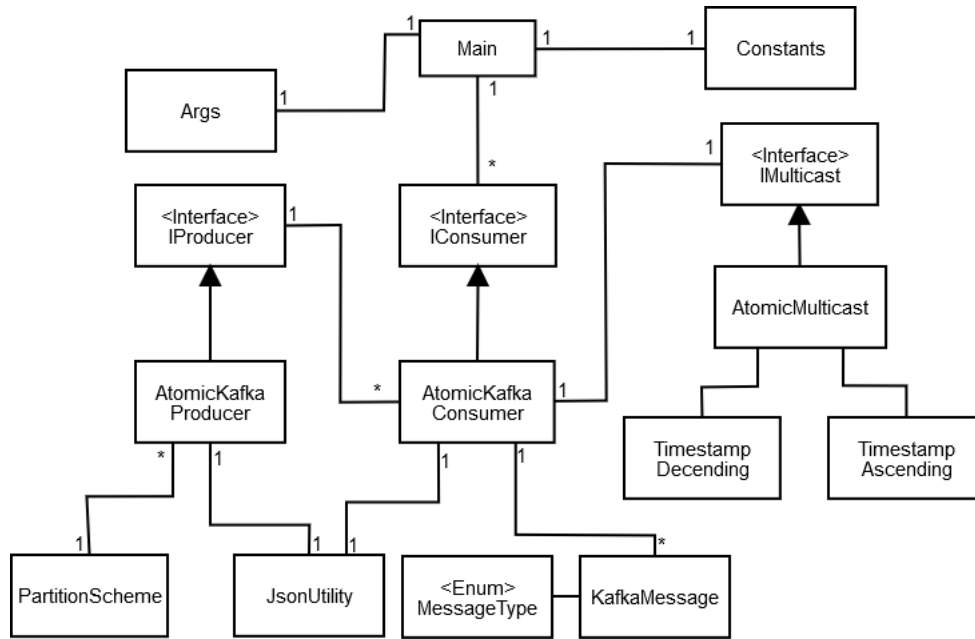 1
Main
1
1
Constants
1
Args
1
1
*
<Interface>
IMulticast
1
<Interface>
IProducer
1
<Interface>
IConsumer
AtomicMulticast
AtomicKafka
Producer
*
AtomicKafka
Consumer
1
Timestamp
Decending
Timestamp
Ascending
*
1
1
1
1
1
1
*
PartitionScheme
JsonUtility
<Enum>
MessageType
KafkaMessage